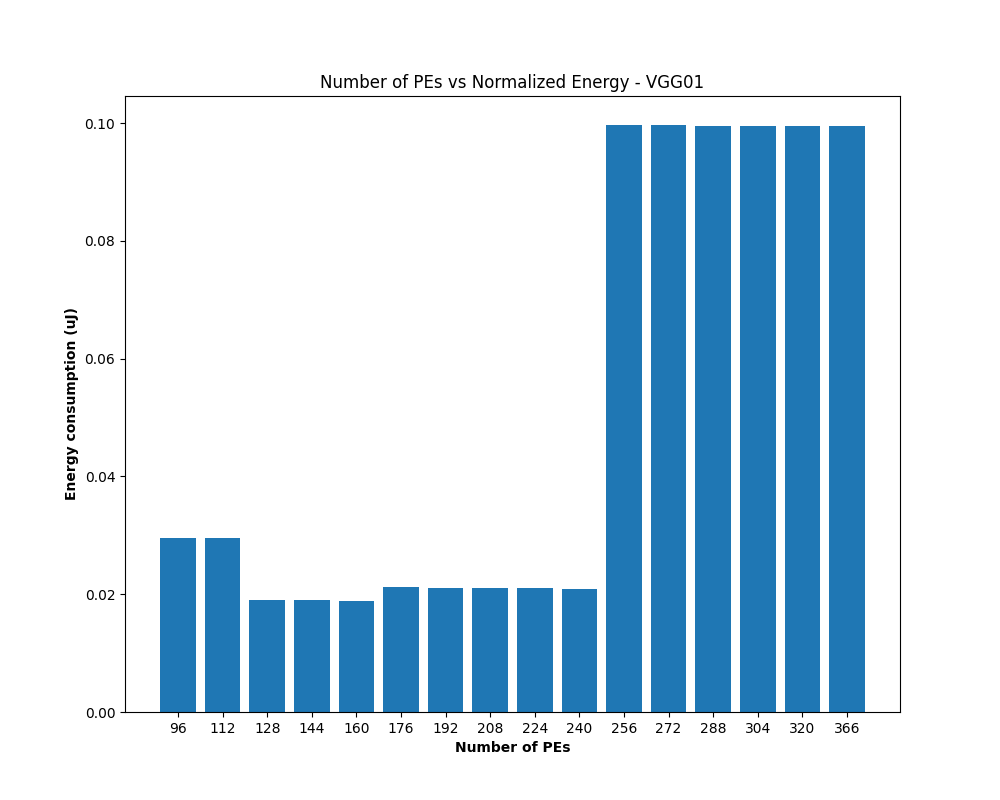 Number of PEs vs Normalized Energy - VGG01
0.10
0.08
0.06
0.04
0.02
0.00
Energy consumption (uJ)
96 112 128 144 160 176 192 208 224 240 256 272 288 304 320 366
Number of PEs